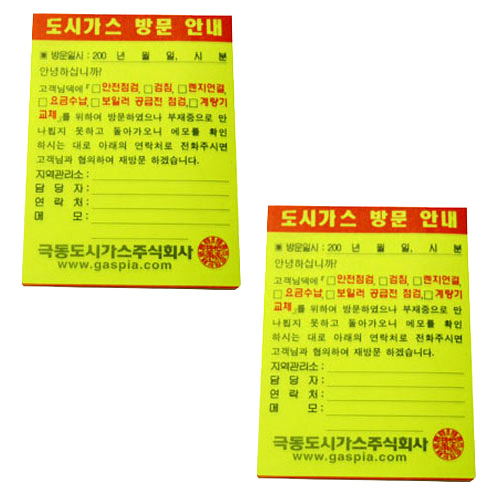 도시가스 방문 안내
▣ 방문일시 : 200 년 월 일, 시 분
안녕하십니까?
고객님댁에『□안전점검, □검침, □렌지연결,
□요금수납, □보일러 공급전 점검, □계량기
교체』를 위하여 방문하였으나 부재중으로 만
나뵙지 못하고 돌아가오니 메모를 확인
하시는 대로 아래의 연락처로 전화주시면
고객님과 협의하여 재방문 하겠습니다.
지역관리소 :
담 당 자 :
연 락 처 :
메 모 :
극동도시가스주식회사
www.gaspia.com
도시가스 방문 안내
▣ 방문일시 : 200 년 월 일, 시 분
안녕하십니까!
고객님댁에『□안전점검, □검침, □렌지연결,
□요금수납, □보일러 공급전 점검, □계량기
교체』를 위하여 방문하였으나 부재중으로 만
나뵙지 못하고 돌아가오니 메모를 확인
하시는 대로 아래의 연락처로 전화주시면
고객님과 협의하여 재방문 하겠습니다.
지역관리소 :
담 당 자 :
연 락 처 :
메 모 :
극동도시가스주식회사
www.gaspia.com